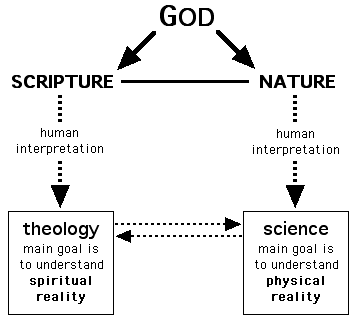 GOD
SCRIPTURE NATURE
human
interpretation
human
interpretation
theology
main goal is
to understand
spiritual
reality
science
main goal is
to understand
physical
reality